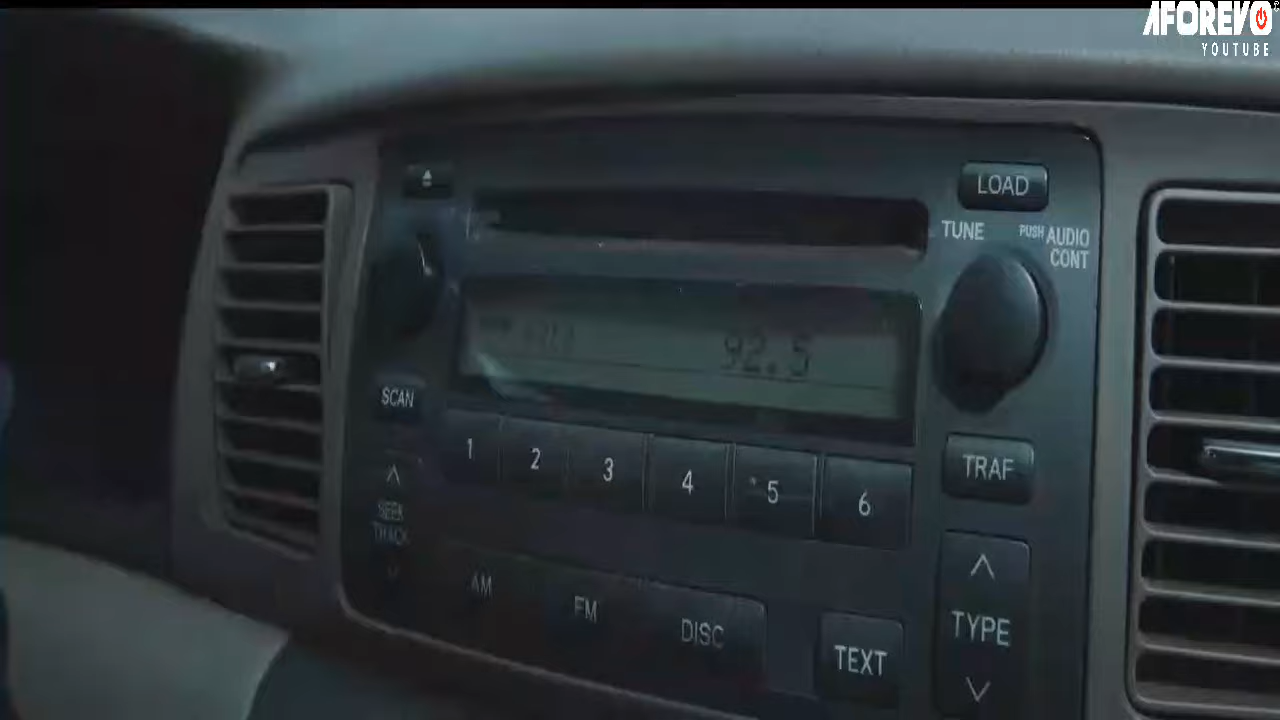 AFOREVO
YOUTUBE
LOAD
TUNE
PUSH AUDIO
CONT
92.5
SCAN
1 2 3 4 5 6
TRAF
SEEK
TRACK
AM FM DISC
TEXT
TYPE